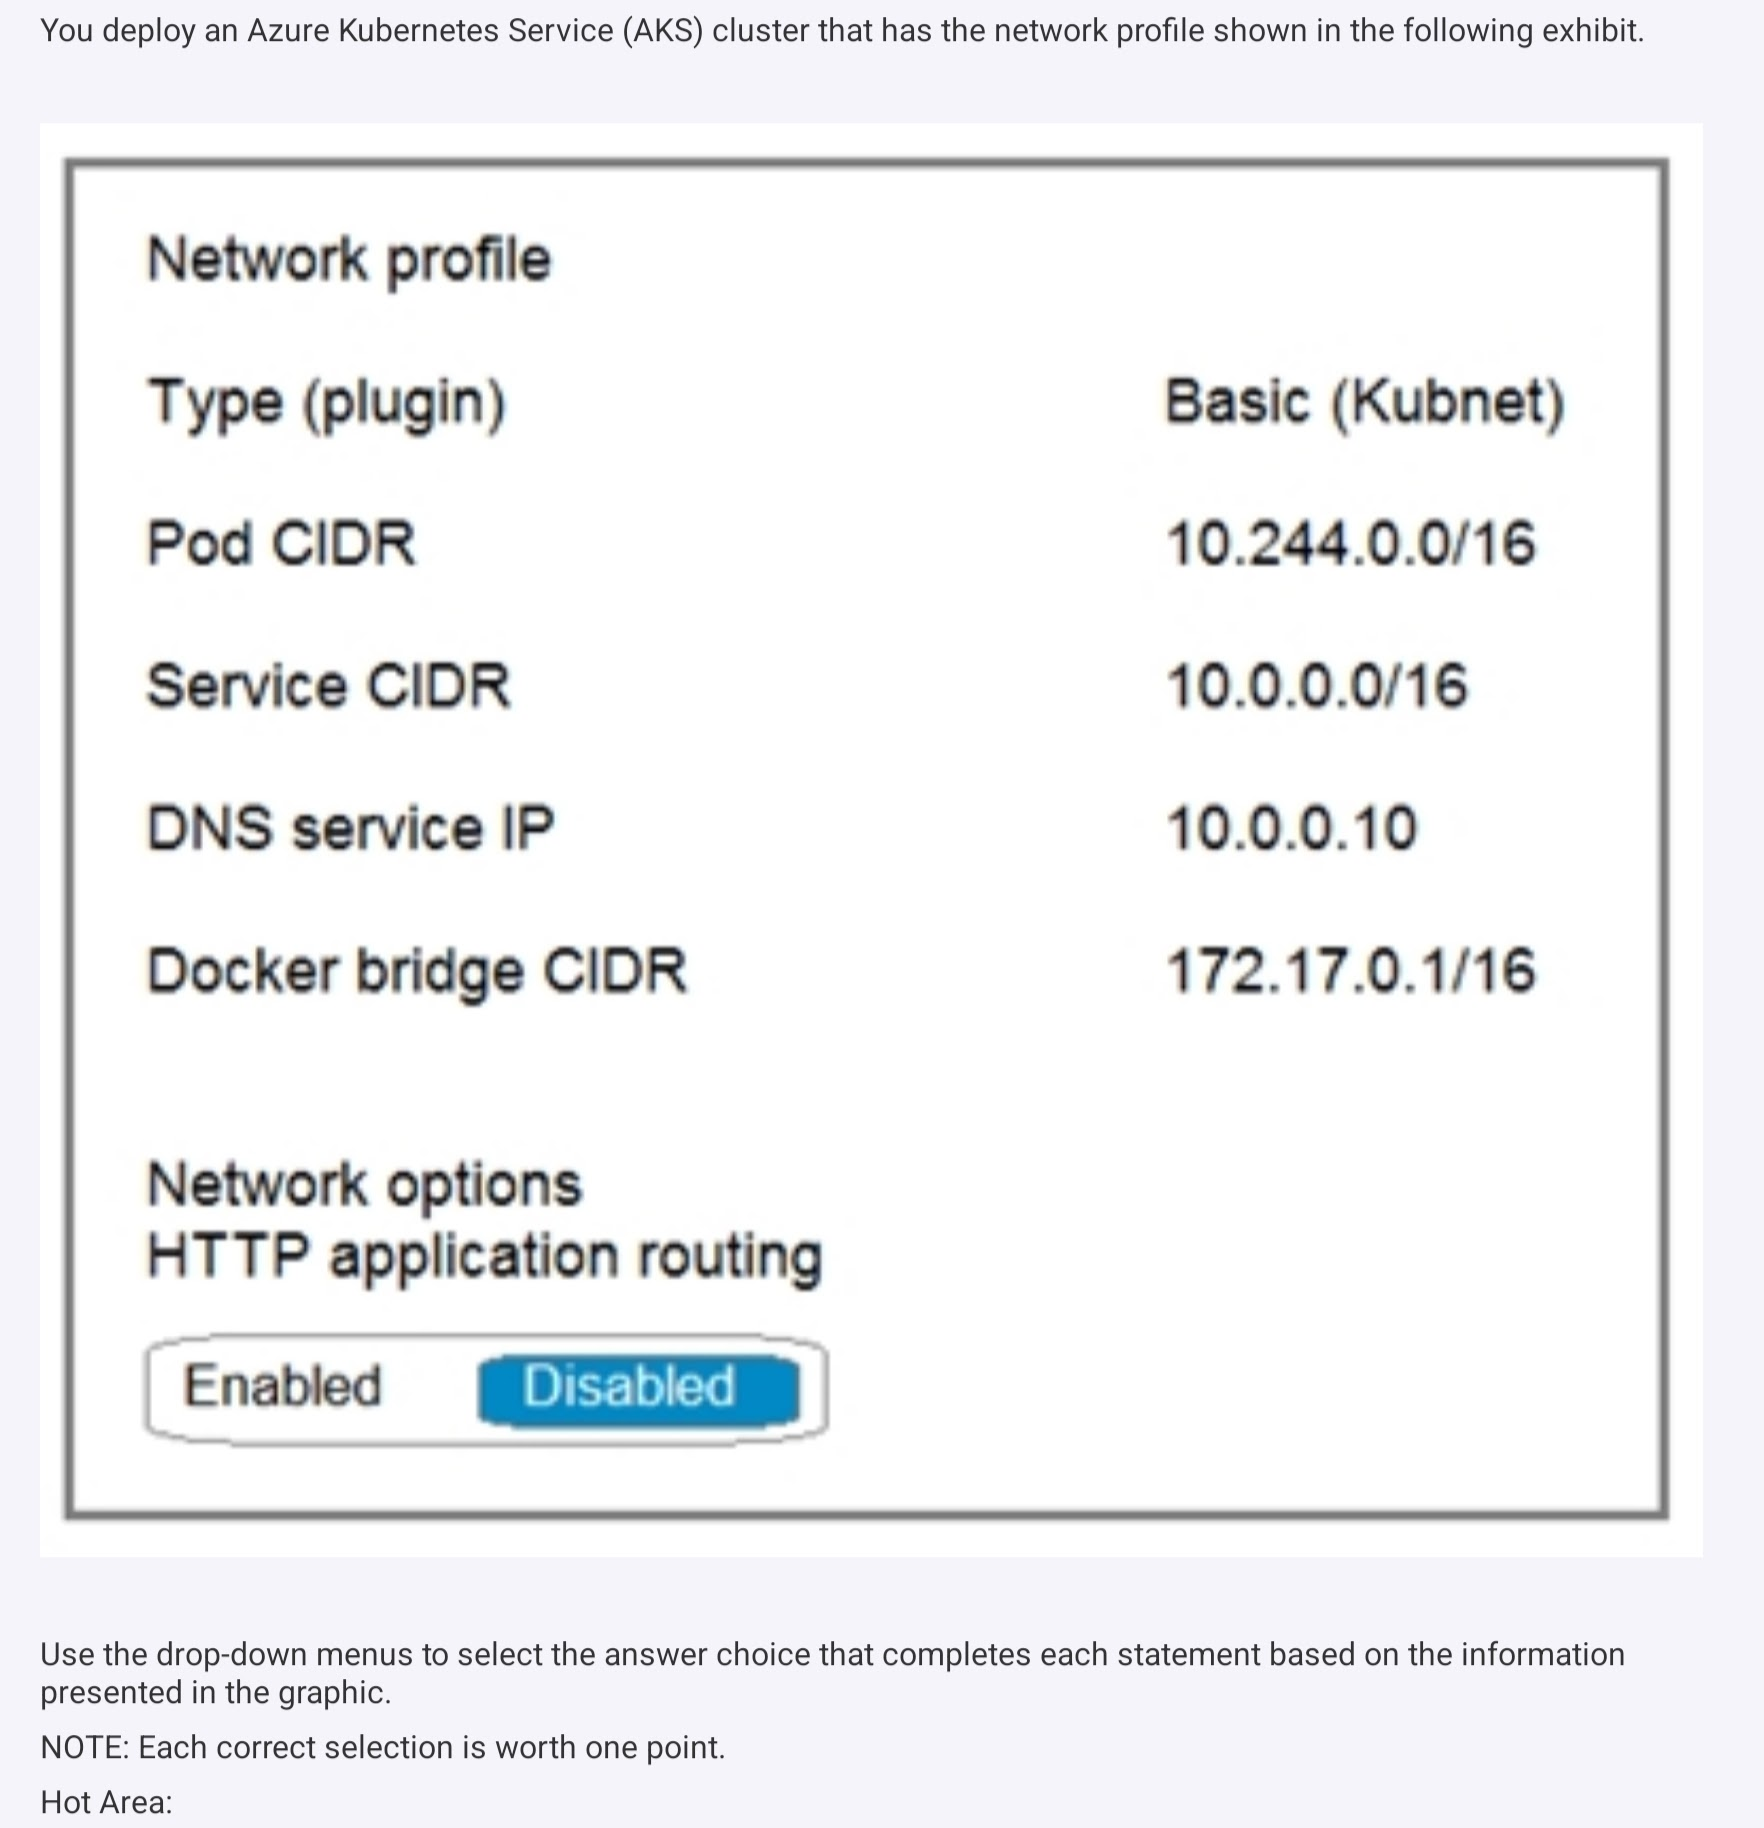 You deploy an Azure Kubernetes Service (AKS) cluster that has the network profile shown in the following exhibit.
Network profile
Type (plugin) Basic (Kubnet)
Pod CIDR 10.244.0.0/16
Service CIDR 10.0.0.0/16
DNS service IP 10.0.0.10
Docker bridge CIDR 172.17.0.1/16
Network options
HTTP application routing
Enabled Disabled
Use the drop-down menus to select the answer choice that completes each statement based on the information
presented in the graphic.
NOTE: Each correct selection is worth one point.
Hot Area: